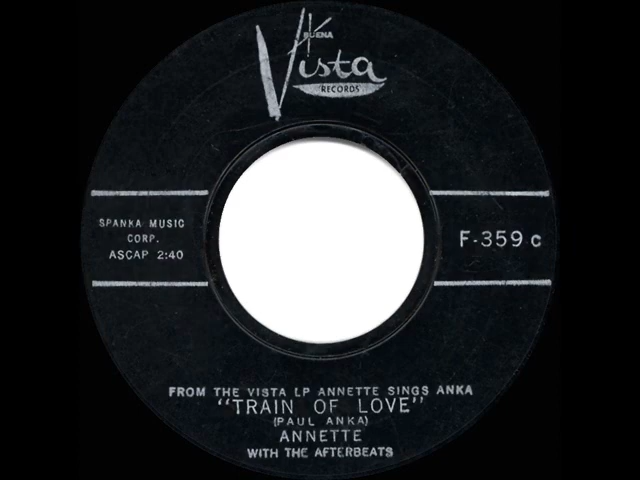 BUENA
Vista
RECORDS
SPANKA MUSIC
CORP.
ASCAP 2:40
F-359 c
FROM THE VISTA LP ANNETTE SINGS ANKA
"TRAIN OF LOVE"
(PAUL ANKA)
ANNETTE
WITH THE AFTERBEATS